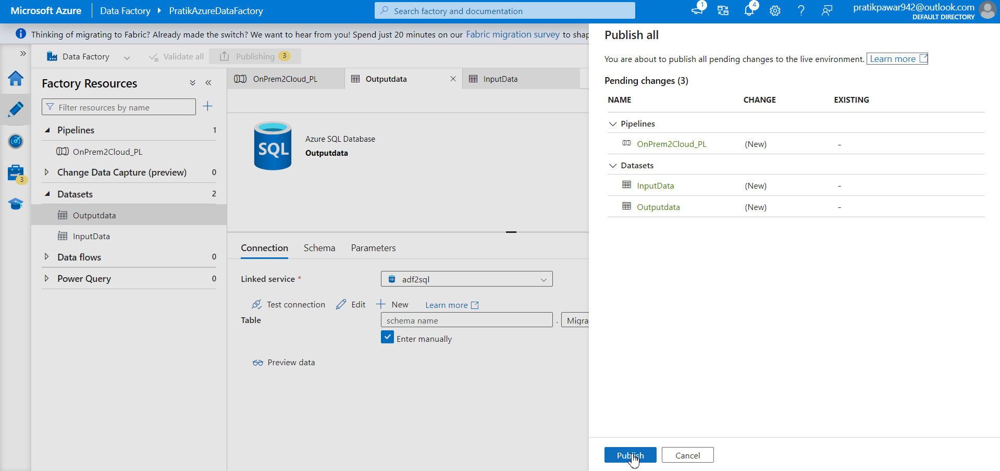 Microsoft Azure
Data Factory
PratikAzureDataFactory
Search factory and documentation
1
4
pratikpawar942@outlook.com
DEFAULT DIRECTORY
Thinking of migrating to Fabric? Already made the switch? We want to hear from you! Spend just 20 minutes on our Fabric migration survey to shap
Data Factory
Validate all
Publishing 3
3
Factory Resources
Filter resources by name
Pipelines 1
OnPrem2Cloud_PL
Change Data Capture (preview) 0
Datasets 2
Outputdata
InputData
Data flows 0
Power Query 0
OnPrem2Cloud_PL
Outputdata
InputData
SQL
Azure SQL Database
Outputdata
Connection
Schema
Parameters
Linked service *
adf2sql
Test connection
Edit
New
Learn more
Table
schema name
.
Migra
Enter manually
Preview data
Publish all
You are about to publish all pending changes to the live environment. Learn more
Pending changes (3)
NAME CHANGE EXISTING
Pipelines
OnPrem2Cloud_PL (New) -
Datasets
InputData (New) -
Outputdata (New) -
Publish
Cancel